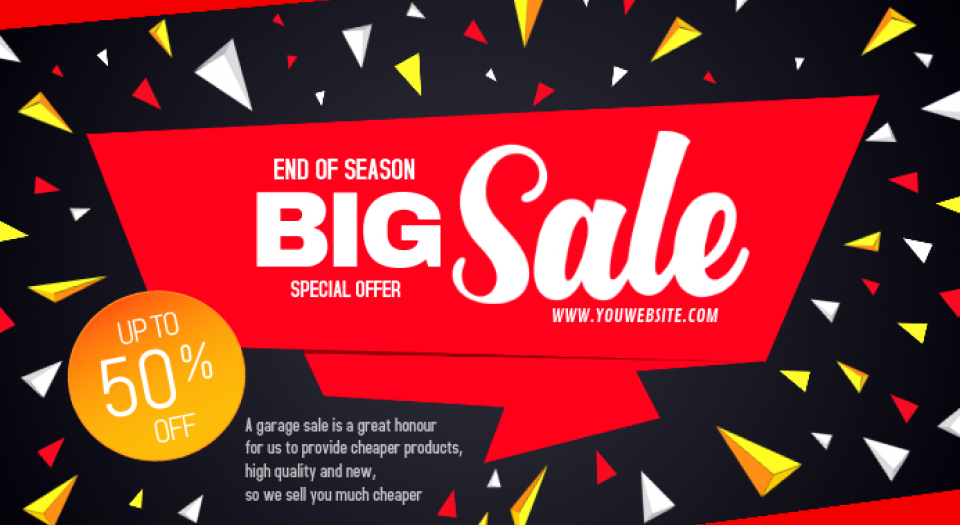 END OF SEASON
BIG Sale
SPECIAL OFFER
WWW.YOUWEBSITE.COM
UP TO
50%
OFF
A garage sale is a great honour
for us to provide cheaper products,
high quality and new,
so we sell you much cheaper